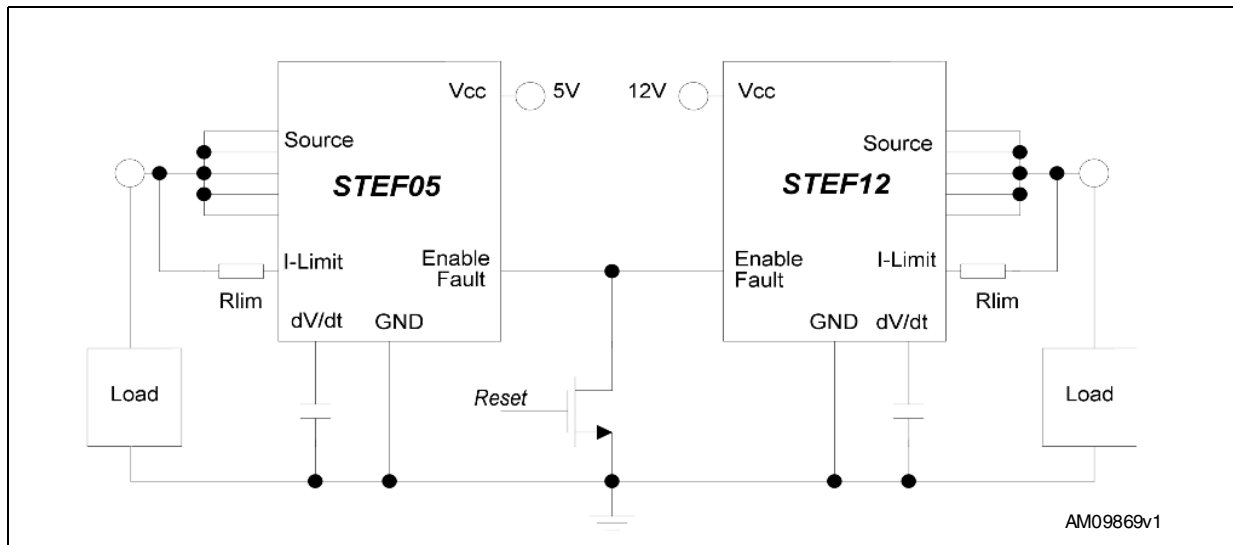 Vcc
5V
12V
Vcc
Source
Source
STEF05
STEF12
I-Limit
Enable
Fault
Enable
Fault
I-Limit
Rlim
Rlim
dV/dt
GND
GND
dV/dt
Load
Reset
Load
AM09869v1